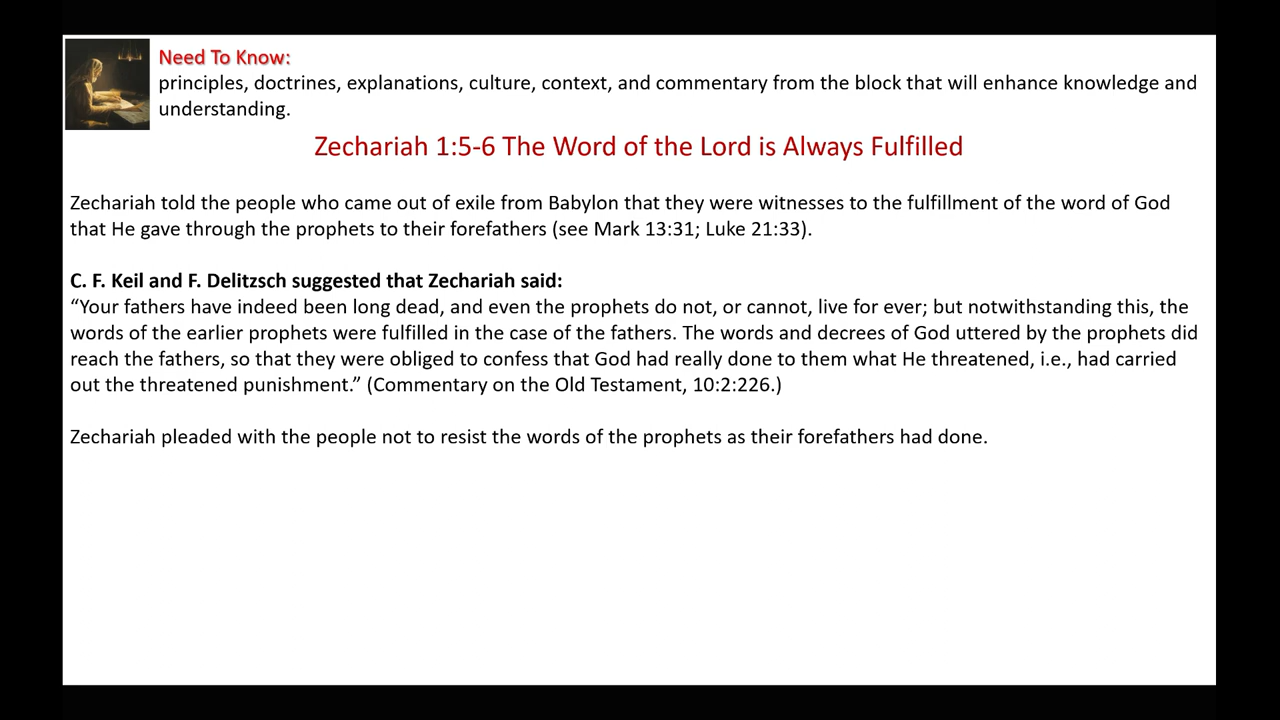 Need To Know:
principles, doctrines, explanations, culture, context, and commentary from the block that will enhance knowledge and
understanding.
Zechariah 1:5-6 The Word of the Lord is Always Fulfilled
Zechariah told the people who came out of exile from Babylon that they were witnesses to the fulfillment of the word of God
that He gave through the prophets to their forefathers (see Mark 13:31; Luke 21:33).
C. F. Keil and F. Delitzsch suggested that Zechariah said:
“Your fathers have indeed been long dead, and even the prophets do not, or cannot, live for ever; but notwithstanding this, the
words of the earlier prophets were fulfilled in the case of the fathers. The words and decrees of God uttered by the prophets did
reach the fathers, so that they were obliged to confess that God had really done to them what He threatened, i.e., had carried
out the threatened punishment.” (Commentary on the Old Testament, 10:2:226.)
Zechariah pleaded with the people not to resist the words of the prophets as their forefathers had done.